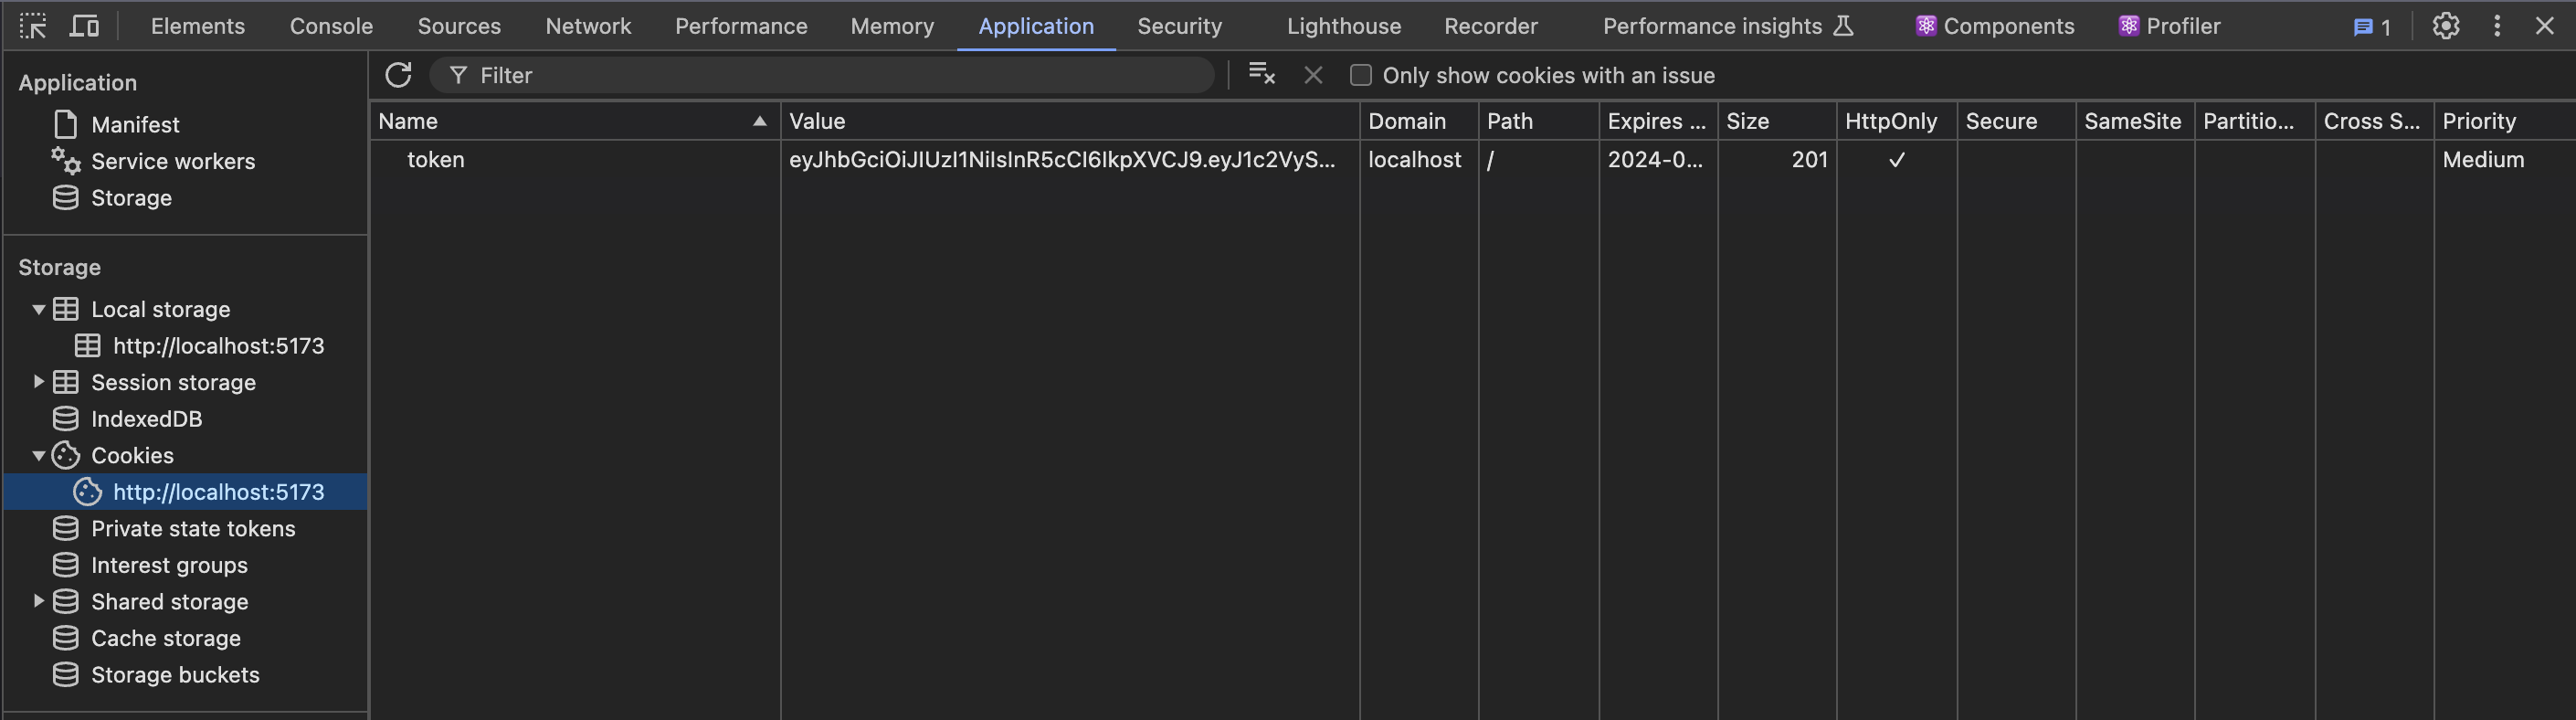 Elements Console Sources Network Performance Memory Application Security Lighthouse Recorder Performance insights Components Profiler 1
Application
Manifest
Service workers
Storage
Storage
Local storage
http://localhost:5173
Session storage
IndexedDB
Cookies
http://localhost:5173
Private state tokens
Interest groups
Shared storage
Cache storage
Storage buckets
Filter Only show cookies with an issue
Name Value Domain Path Expires ... Size HttpOnly Secure SameSite Partitio... Cross S... Priority
token eyJhbGciOiJIUzI1NiIsInR5cCI6IkpXVCJ9.eyJ1c2VyS... localhost / 2024-0... 201 ✓ Medium